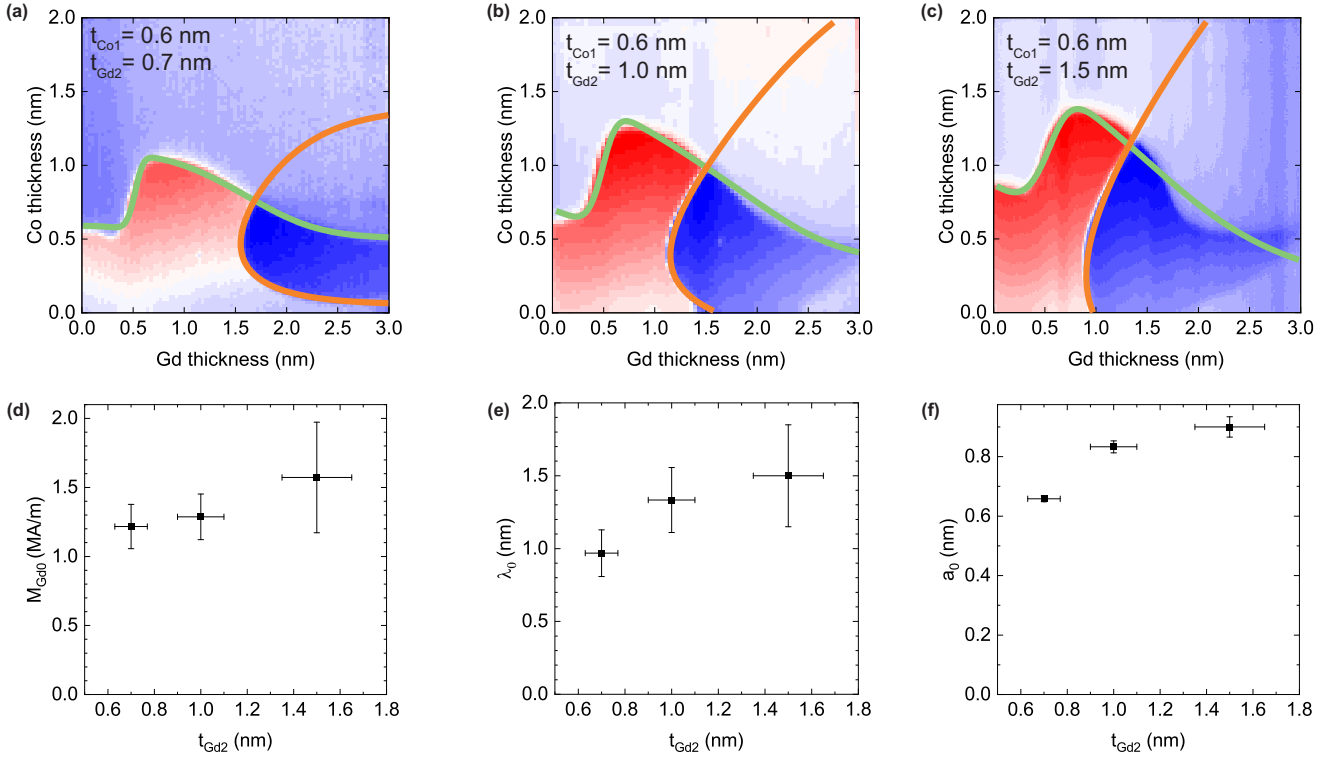 (a)
t_Co1 = 0.6 nm
t_Gd2 = 0.7 nm
Co thickness (nm)
2.0
1.5
1.0
0.5
0.0
0.0 0.5 1.0 1.5 2.0 2.5 3.0
Gd thickness (nm)
(b)
t_Co1 = 0.6 nm
t_Gd2 = 1.0 nm
Co thickness (nm)
2.0
1.5
1.0
0.5
0.0
0.0 0.5 1.0 1.5 2.0 2.5 3.0
Gd thickness (nm)
(c)
t_Co1 = 0.6 nm
t_Gd2 = 1.5 nm
Co thickness (nm)
2.0
1.5
1.0
0.5
0.0
0.0 0.5 1.0 1.5 2.0 2.5 3.0
Gd thickness (nm)
(d)
M_Gd0 (MA/m)
2.0
1.5
1.0
0.5
0.0
0.6 0.8 1.0 1.2 1.4 1.6 1.8
t_Gd2 (nm)
(e)
λ_0 (nm)
2.0
1.5
1.0
0.5
0.0
0.6 0.8 1.0 1.2 1.4 1.6 1.8
t_Gd2 (nm)
(f)
a_0 (nm)
0.8
0.6
0.4
0.2
0.0
0.6 0.8 1.0 1.2 1.4 1.6 1.8
t_Gd2 (nm)